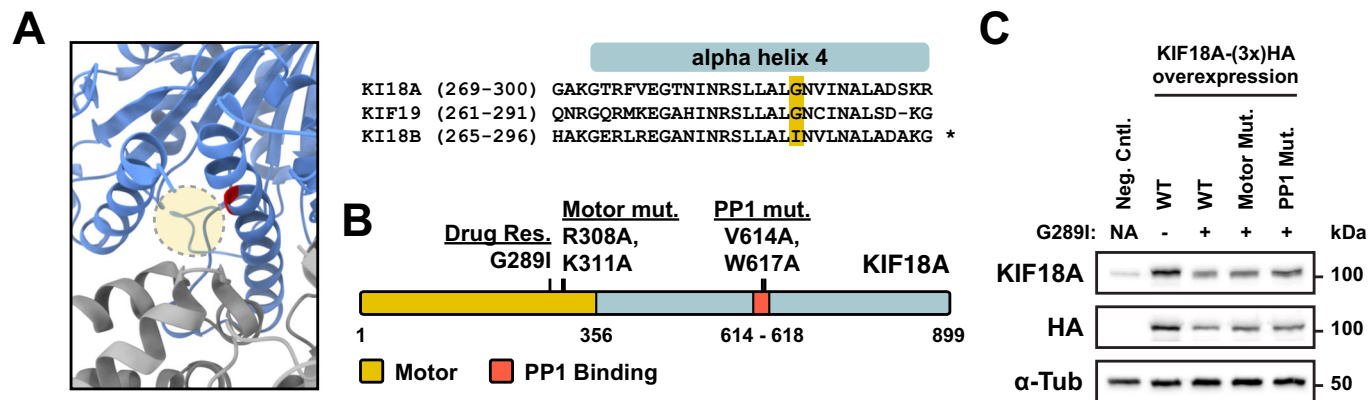 A
alpha helix 4
KI18A (269-300) GAKGTRFVEGTNINRSLLALGNVINALADSKR
KIF19 (261-291) QNRGQRMKEGAHINRSLLALGNCINALSD-KG
KI18B (265-296) HAKGERLREGAHINRSLLALINVLNALADAKG *
B
Drug Res.
G289I
Motor mut.
R308A,
K311A
PP1 mut.
V614A,
W617A
KIF18A
1 356 614 - 618 899
Motor PP1 Binding
C
KIF18A-(3x)HA
overexpression
Neg. Cntl.
WT
WT
Motor Mut.
PP1 Mut.
G289I: NA - + + + kDa
KIF18A 100
HA 100
α-Tub 50